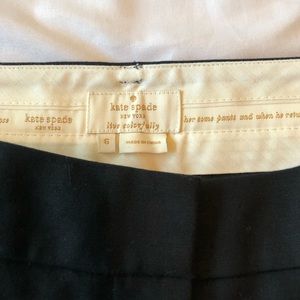 kate spade
NEW YORK
kate spade
NEW YORK
live colorfully
her some pants and when he retu
6
MADE IN CHINA